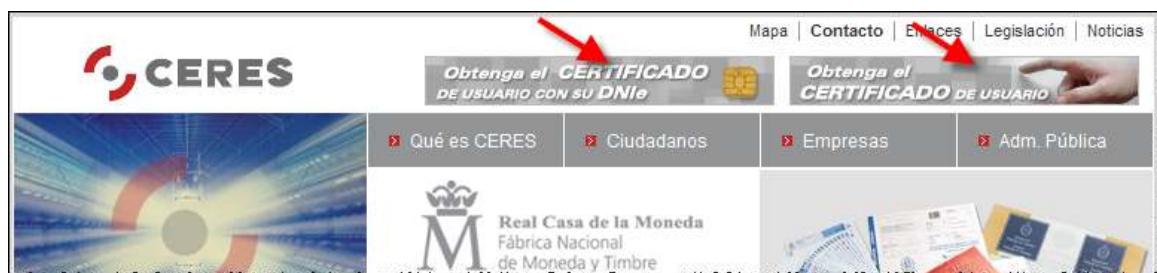 Mapa | Contacto | Enlaces | Legislación | Noticias
CERES
Obtenga el CERTIFICADO
DE USUARIO CON SU DNIe
Obtenga el
CERTIFICADO DE USUARIO
Qué es CERES
Ciudadanos
Empresas
Adm. Pública
Real Casa de la Moneda
Fábrica Nacional
de Moneda y Timbre